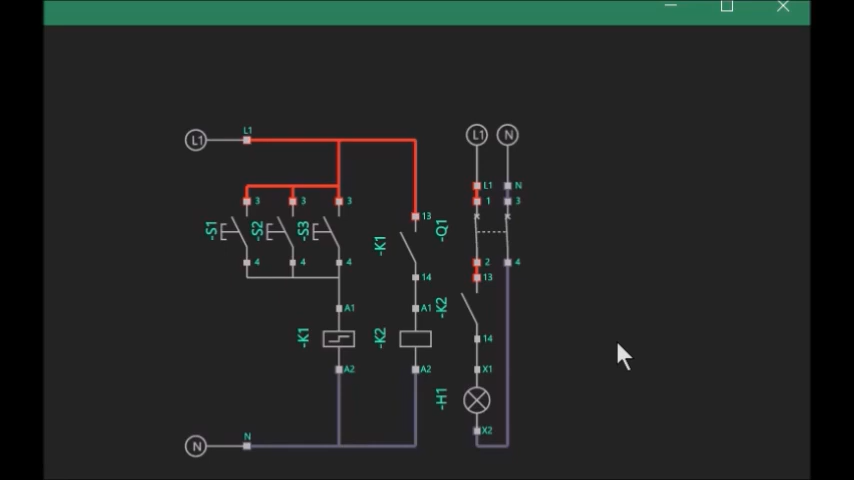 L1 L1
L1 N
L1 N
3 3 3 1 3
13
-S1 -S2 -S3 -K1 -Q1
4 4 4 2 4
14 13
A1 A1 -K2
-K1 -K2 14
A2 A2 X1
-H1
X2
N N